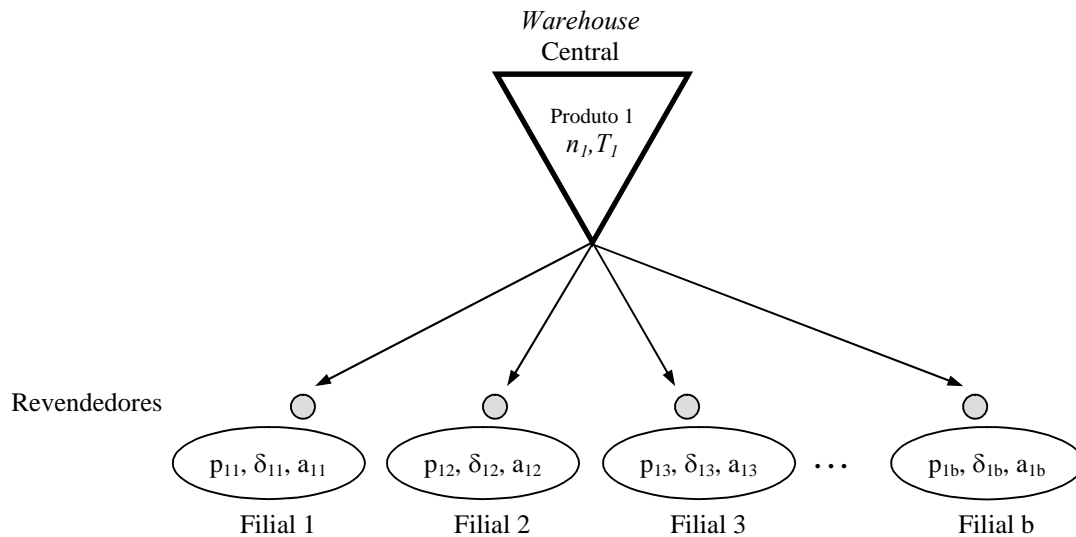 Warehouse
Central
Produto 1
n₁,T₁
Revendedores
p₁₁, δ₁₁, a₁₁ p₁₂, δ₁₂, a₁₂ p₁₃, δ₁₃, a₁₃ ... p₁b, δ₁b, a₁b
Filial 1 Filial 2 Filial 3 Filial b